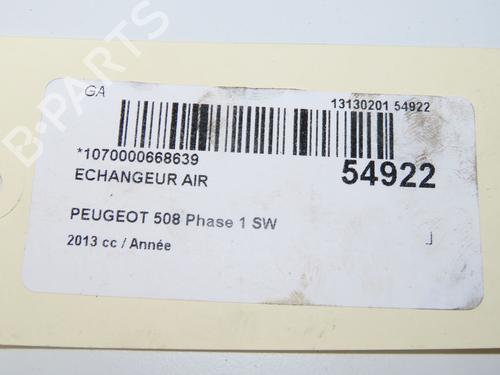 B-PARTS
GA
13130201 54922
*1070000668639
54922
ECHANGEUR AIR
PEUGEOT 508 Phase 1 SW
2013 cc / Année